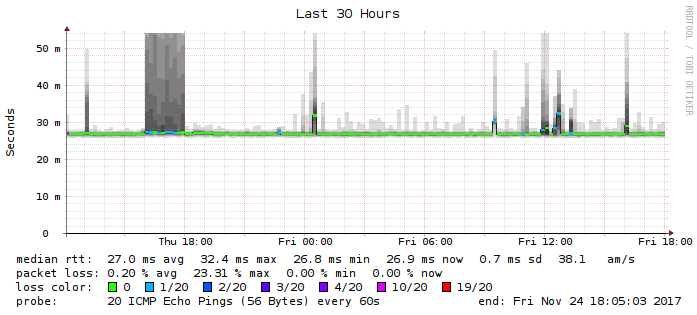 Last 30 Hours
RRDTOOL / TOBI OETIKER
Seconds
50 m
40 m
30 m
20 m
10 m
0
Thu 18:00 Fri 00:00 Fri 06:00 Fri 12:00 Fri 18:00
median rtt: 27.0 ms avg 32.4 ms max 26.8 ms min 26.9 ms now 0.7 ms sd 38.1 am/s
packet loss: 0.20 % avg 23.31 % max 0.00 % min 0.00 % now
loss color: 0 1/20 2/20 3/20 4/20 10/20 19/20
probe: 20 ICMP Echo Pings (56 Bytes) every 60s end: Fri Nov 24 18:05:03 2017